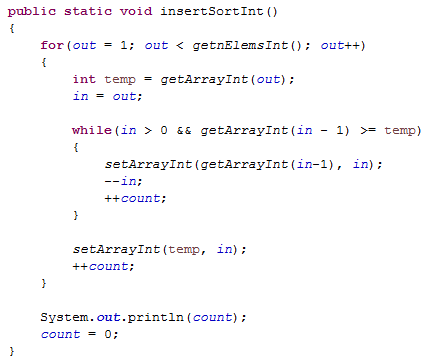 public static void insertSortInt()
{
    for(out = 1; out < getnElemsInt(); out++)
    {
        int temp = getArrayInt(out);
        in = out;

        while(in > 0 && getArrayInt(in - 1) >= temp)
        {
            setArrayInt(getArrayInt(in-1), in);
            --in;
            ++count;
        }

        setArrayInt(temp, in);
        ++count;
    }

    System.out.println(count);
    count = 0;
}